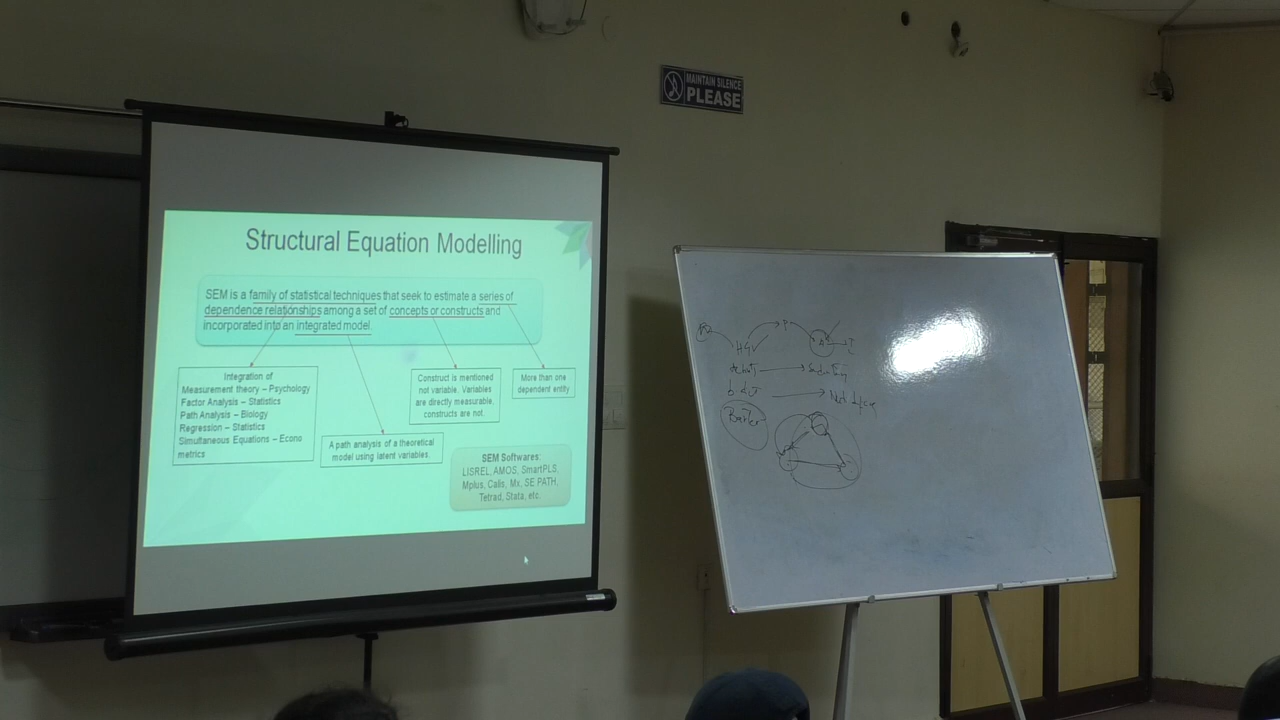 MAINTAIN SILENCE
PLEASE
Structural Equation Modelling
SEM is a family of statistical techniques that seek to estimate a series of
dependence relationships among a set of concepts or constructs and
incorporated into an integrated model.
Integration of
Measurement theory – Psychology
Factor Analysis – Statistics
Path Analysis – Biology
Regression – Statistics
Simultaneous Equations – Econo
metrics
A path analysis of a theoretical
model using latent variables.
Construct is mentioned
not variable. Variables
are directly measurable,
constructs are not.
More than one
dependent entity
SEM Softwares:
LISREL, AMOS, SmartPLS,
Mplus, Calis, Mx, SE PATH,
Tetrad, Stata, etc.